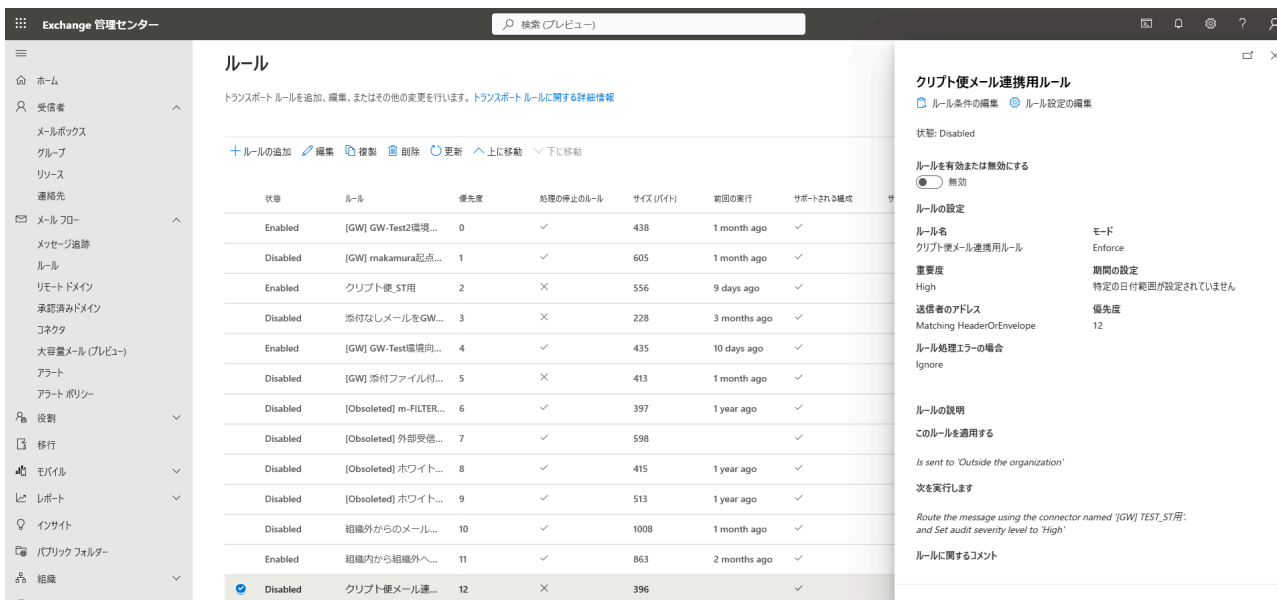 Exchange 管理センター
検索 (プレビュー)
ホーム
受信者
メールボックス
グループ
リソース
連絡先
メール フロー
メッセージ追跡
ルール
リモート ドメイン
承認済みドメイン
コネクタ
大容量メール (プレビュー)
アラート
アラート ポリシー
役割
移行
モバイル
レポート
インサイト
パブリック フォルダー
組織
ルール
トランスポート ルールを追加、編集、またはその他の変更を行います。トランスポート ルールに関する詳細情報
ルールの追加 編集 複製 削除 更新 上に移動 下に移動
状態 ルール 優先度 処理の停止のルール サイズ (バイト) 前回の実行 サポートされる構成 サ
Enabled [GW] GW-Test2環境... 0 438 1 month ago
Disabled [GW] rnakamura起点... 1 605 1 month ago
Enabled クリプト便_ST用 2 556 9 days ago
Disabled 添付なしメールをGW... 3 228 3 months ago
Enabled [GW] GW-Test環境向... 4 435 10 days ago
Disabled [GW] 添付ファイル付... 5 413 1 month ago
Disabled [Obsoleted] m-FILTER... 6 397 1 year ago
Disabled [Obsoleted] 外部受信... 7 598
Disabled [Obsoleted] ホワイト... 8 415 1 year ago
Disabled [Obsoleted] ホワイト... 9 513 1 year ago
Disabled 組織外からのメール... 10 1008 1 month ago
Enabled 組織内から組織外へ... 11 863 2 months ago
Disabled クリプト便メール連... 12 396
クリプト便メール連携用ルール
ルール条件の編集 ルール設定の編集
状態: Disabled
ルールを有効または無効にする
無効
ルールの設定
ルール名 モード
クリプト便メール連携用ルール Enforce
重要度 期間の設定
High 特定の日付範囲が設定されていません
送信者のアドレス 優先度
Matching HeaderOrEnvelope 12
ルール処理エラーの場合
Ignore
ルールの説明
このルールを適用する
Is sent to 'Outside the organization'
次を実行します
Route the message using the connector named '[GW] TEST_ST用'.
and Set audit severity level to 'High'
ルールに関するコメント